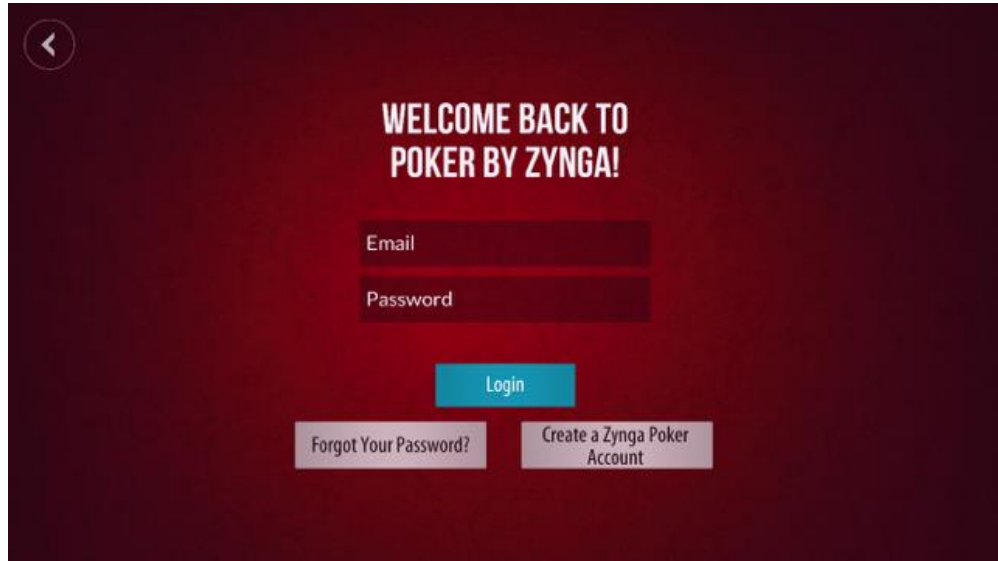 WELCOME BACK TO
POKER BY ZYNGA!
Email
Password
Login
Forgot Your Password?
Create a Zynga Poker
Account